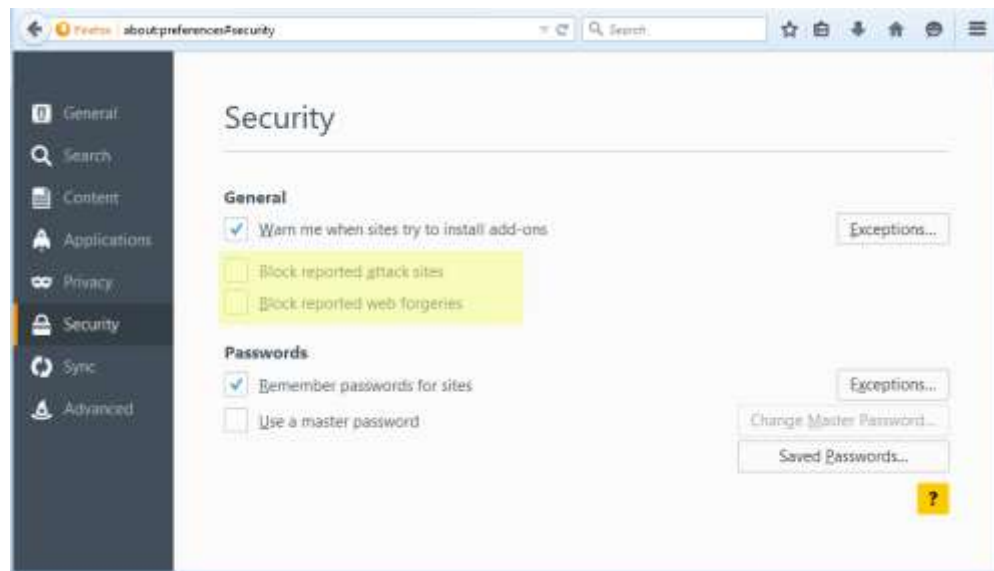 Firefox about:preferences#security Search
General
Search
Content
Applications
Privacy
Security
Sync
Advanced
Security
General
Warn me when sites try to install add-ons Exceptions...
Block reported attack sites
Block reported web forgeries
Passwords
Remember passwords for sites Exceptions...
Use a master password Change Master Password...
Saved Passwords...
?